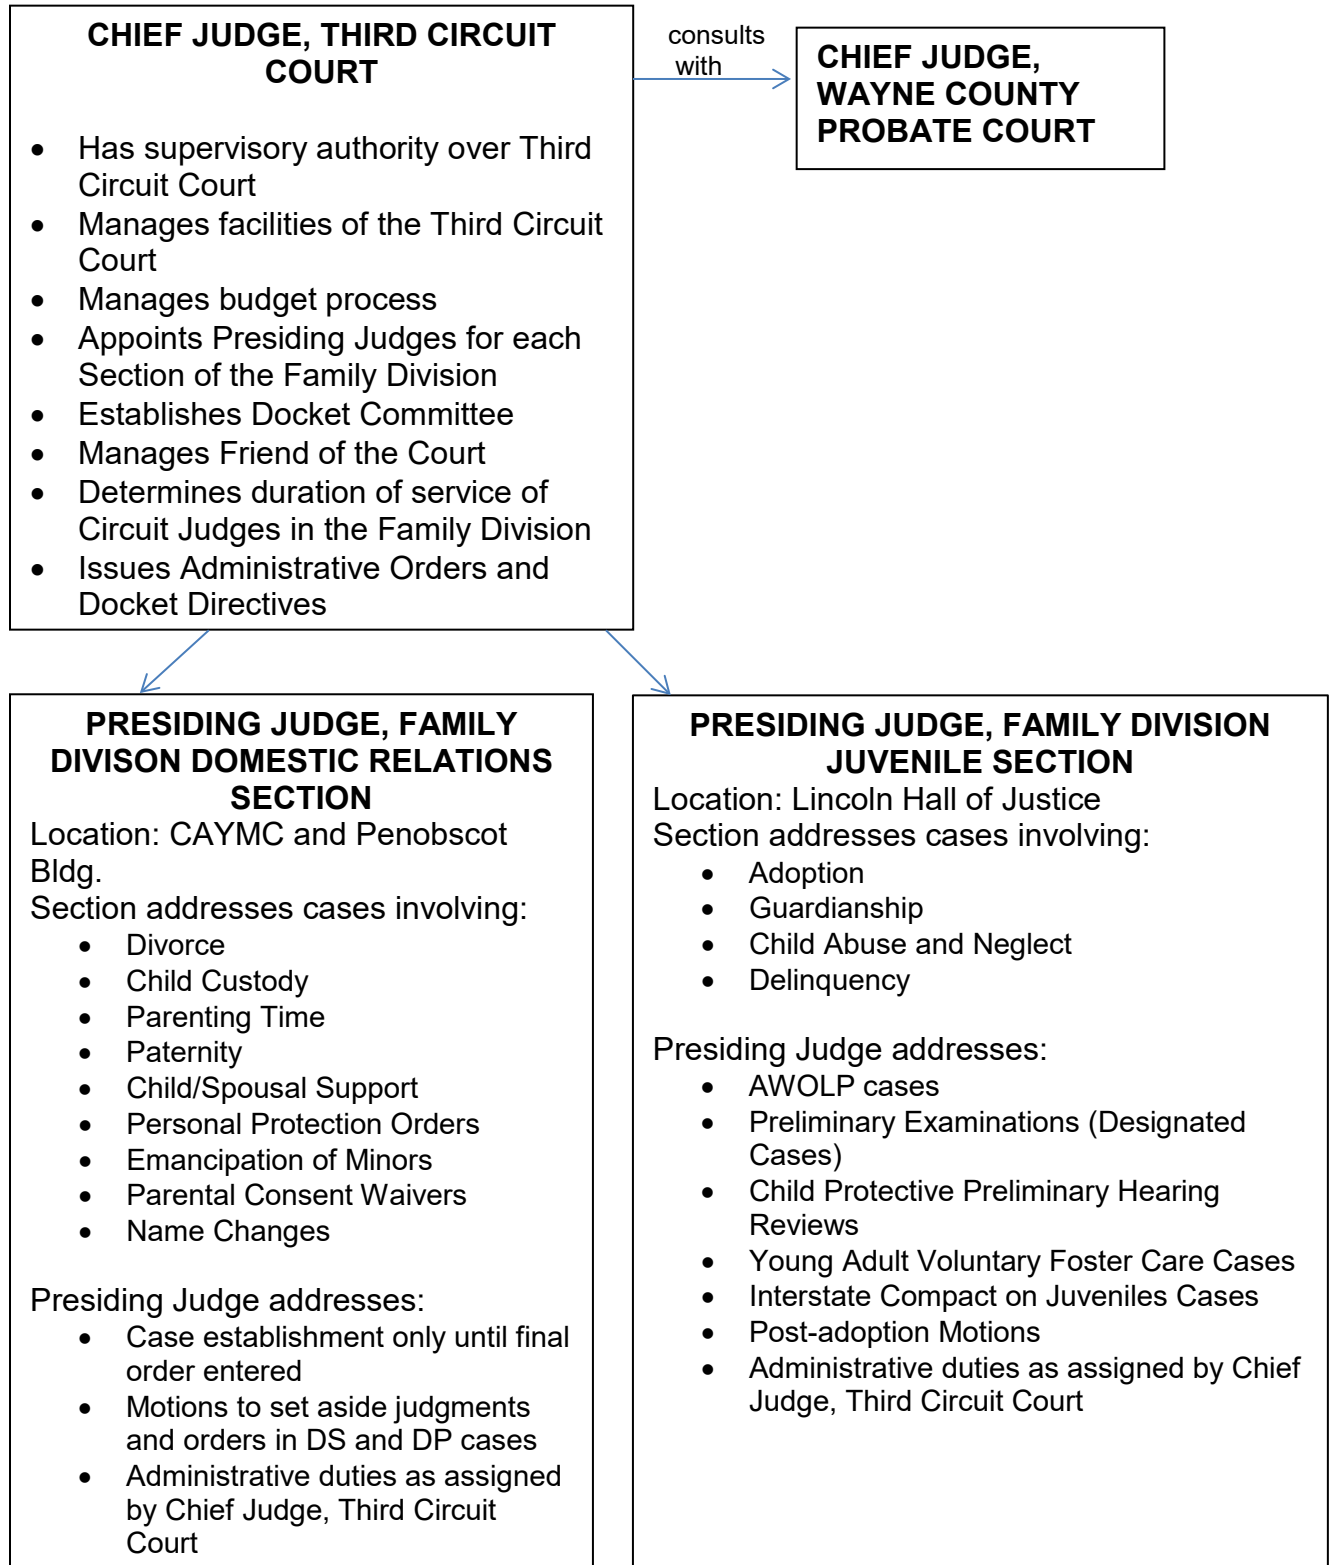 CHIEF JUDGE, THIRD CIRCUIT
COURT
• Has supervisory authority over Third
Circuit Court
• Manages facilities of the Third Circuit
Court
• Manages budget process
• Appoints Presiding Judges for each
Section of the Family Division
• Establishes Docket Committee
• Manages Friend of the Court
• Determines duration of service of
Circuit Judges in the Family Division
• Issues Administrative Orders and
Docket Directives
consults
with
CHIEF JUDGE,
WAYNE COUNTY
PROBATE COURT
PRESIDING JUDGE, FAMILY
DIVISON DOMESTIC RELATIONS
SECTION
Location: CAYMC and Penobscot
Bldg.
Section addresses cases involving:
• Divorce
• Child Custody
• Parenting Time
• Paternity
• Child/Spousal Support
• Personal Protection Orders
• Emancipation of Minors
• Parental Consent Waivers
• Name Changes
Presiding Judge addresses:
• Case establishment only until final
order entered
• Motions to set aside judgments
and orders in DS and DP cases
• Administrative duties as assigned
by Chief Judge, Third Circuit
Court
PRESIDING JUDGE, FAMILY DIVISION
JUVENILE SECTION
Location: Lincoln Hall of Justice
Section addresses cases involving:
• Adoption
• Guardianship
• Child Abuse and Neglect
• Delinquency
Presiding Judge addresses:
• AWOLP cases
• Preliminary Examinations (Designated
Cases)
• Child Protective Preliminary Hearing
Reviews
• Young Adult Voluntary Foster Care Cases
• Interstate Compact on Juveniles Cases
• Post-adoption Motions
• Administrative duties as assigned by Chief
Judge, Third Circuit Court